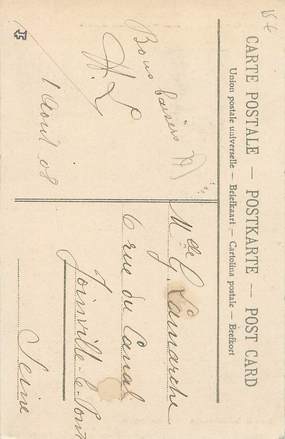 CARTE POSTALE — POSTKARTE — POST CARD
Union postale universelle — Briefkaart — Cartolina postale — Brefkort
Bons baisers
H. L
1 août 08
Mlle G. Lamarche
6 rue du Canal
Joinville-le-Pont
Seine